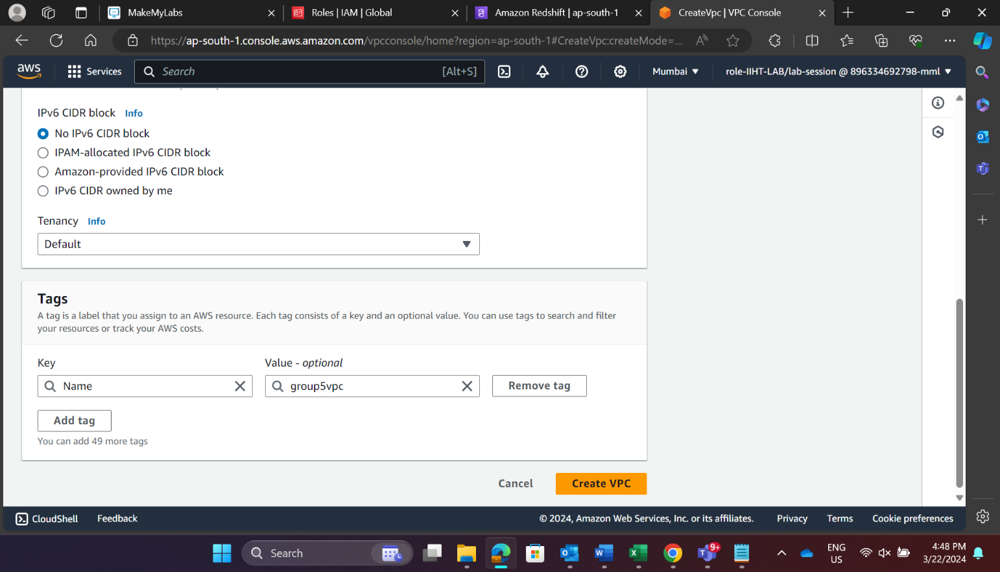 MakeMyLabs
Roles | IAM | Global
Amazon Redshift | ap-south-1
CreateVpc | VPC Console
https://ap-south-1.console.aws.amazon.com/vpcconsole/home?region=ap-south-1#CreateVpc:createMode=...
aws
Services
Search
[Alt+S]
Mumbai
role-IIHT-LAB/lab-session @ 896334692798-mml
IPv6 CIDR block Info
No IPv6 CIDR block
IPAM-allocated IPv6 CIDR block
Amazon-provided IPv6 CIDR block
IPv6 CIDR owned by me
Tenancy Info
Default
Tags
A tag is a label that you assign to an AWS resource. Each tag consists of a key and an optional value. You can use tags to search and filter
your resources or track your AWS costs.
Key
Value - optional
Name
group5vpc
Remove tag
Add tag
You can add 49 more tags
Cancel
Create VPC
CloudShell
Feedback
© 2024, Amazon Web Services, Inc. or its affiliates.
Privacy
Terms
Cookie preferences
Search
9+
ENG
US
4:48 PM
3/22/2024